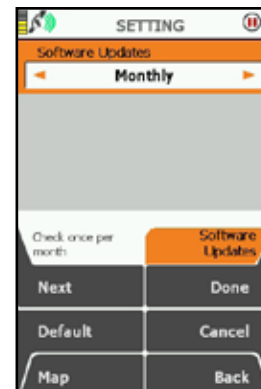 SETTING
Software Updates
Monthly
Check once per
month
Software
Updates
Next
Done
Default
Cancel
Map
Back